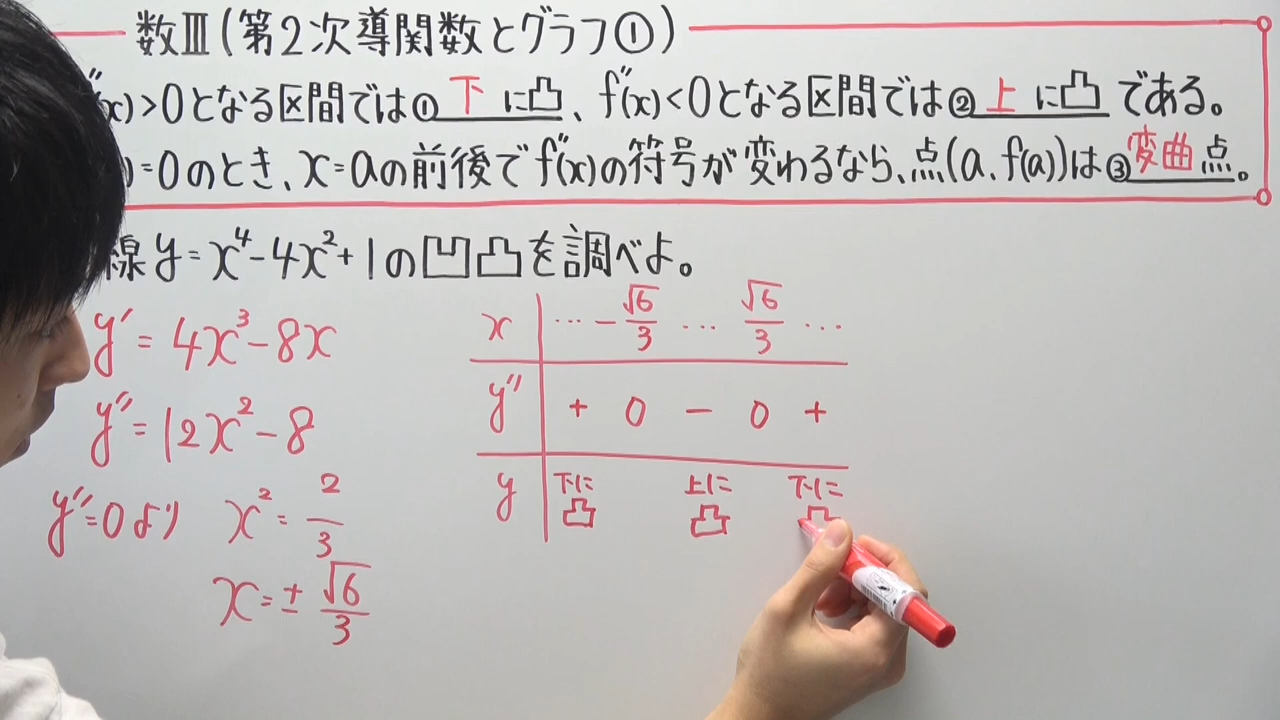 数Ⅲ(第2次導関数とグラフ①)
f''(x)>0となる区間では①下に凸、f''(x)<0となる区間では②上に凸である。
)=0のとき、x=aの前後でf''(x)の符号が変わるなら、点(a、f(a))は③変曲点。
線y=x⁴-4x²+1の凹凸を調べよ。
y'=4x³-8x
y''=12x²-8
y''=0より x²=2/3
x=±√6/3
x … -√6/3 … √6/3 …
y'' + 0 - 0 +
y 下に凸 上に凸 下に凸